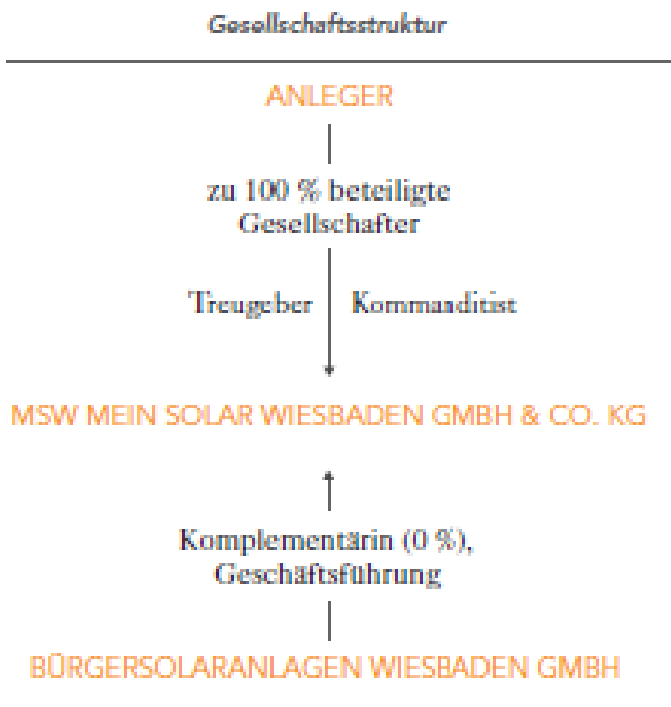 Gesellschaftsstruktur
ANLEGER
zu 100 % beteiligte
Gesellschafter
Treugeber Kommanditist
MSW MEIN SOLAR WIESBADEN GMBH & CO. KG
Komplementärin (0 %),
Geschäftsführung
BÜRGERSOLARANLAGEN WIESBADEN GMBH